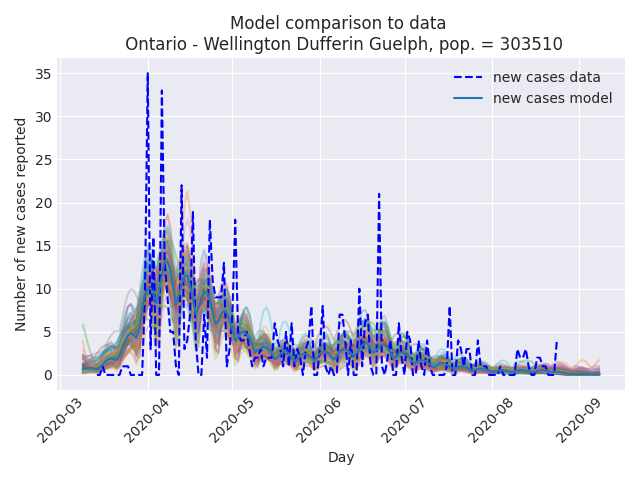 Model comparison to data
Ontario - Wellington Dufferin Guelph, pop. = 303510
new cases data
new cases model
Number of new cases reported
35
30
25
20
15
10
5
0
2020-03
2020-04
2020-05
2020-06
2020-07
2020-08
2020-09
Day